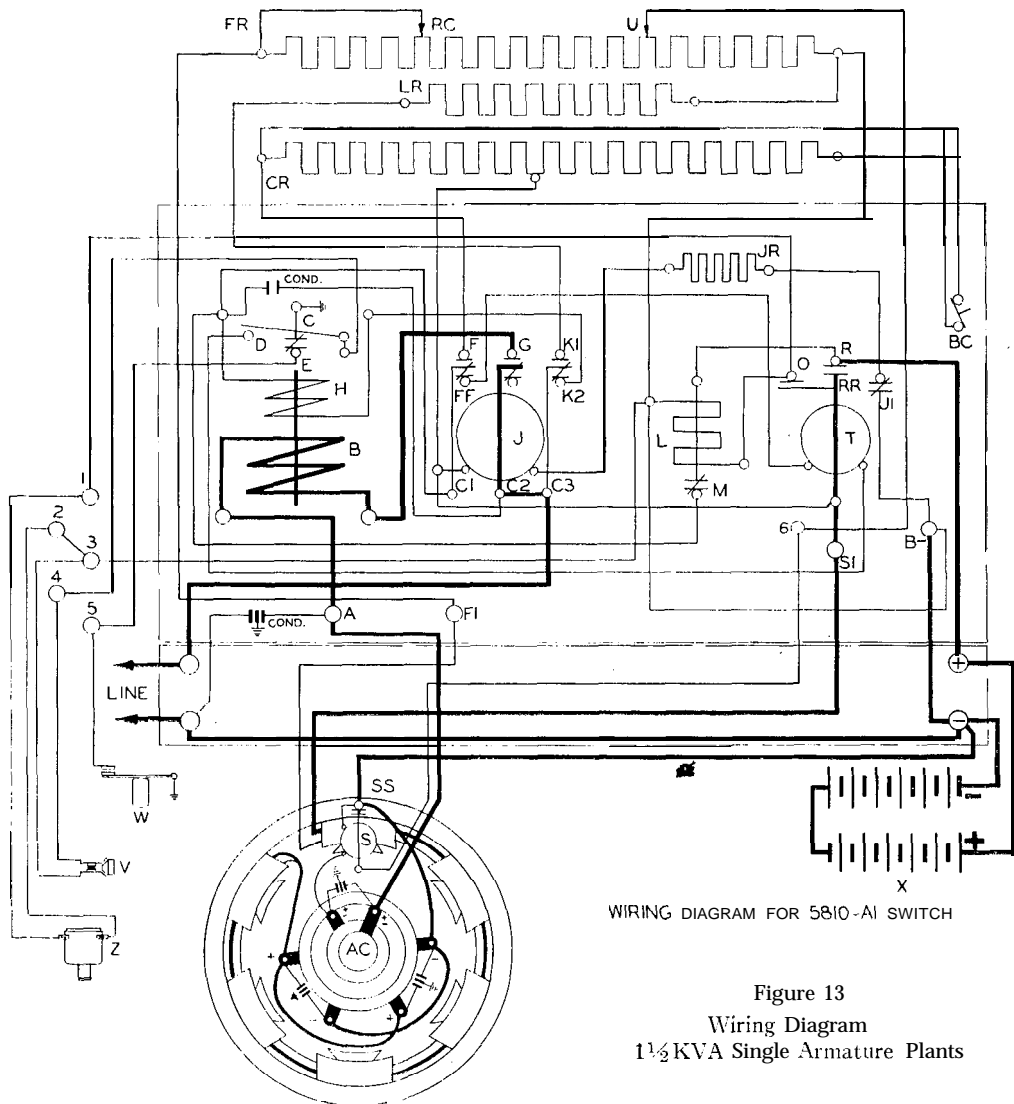 FR
RC
U
LR
CR
JR
COND.
C
D
E
H
B
F
G
K1
FF
K2
J
C1
C2
C3
O
R
RR
J1
BC
L
M
T
1
2
3
4
5
6
B-
S1
A
F1
COND.
LINE
+
−
W
V
Z
SS
S
AC
+
±
+
−
+
−
−
+
X
WIRING DIAGRAM FOR 5810-A1 SWITCH
Figure 13
Wiring Diagram
1½ KVA Single Armature Plants